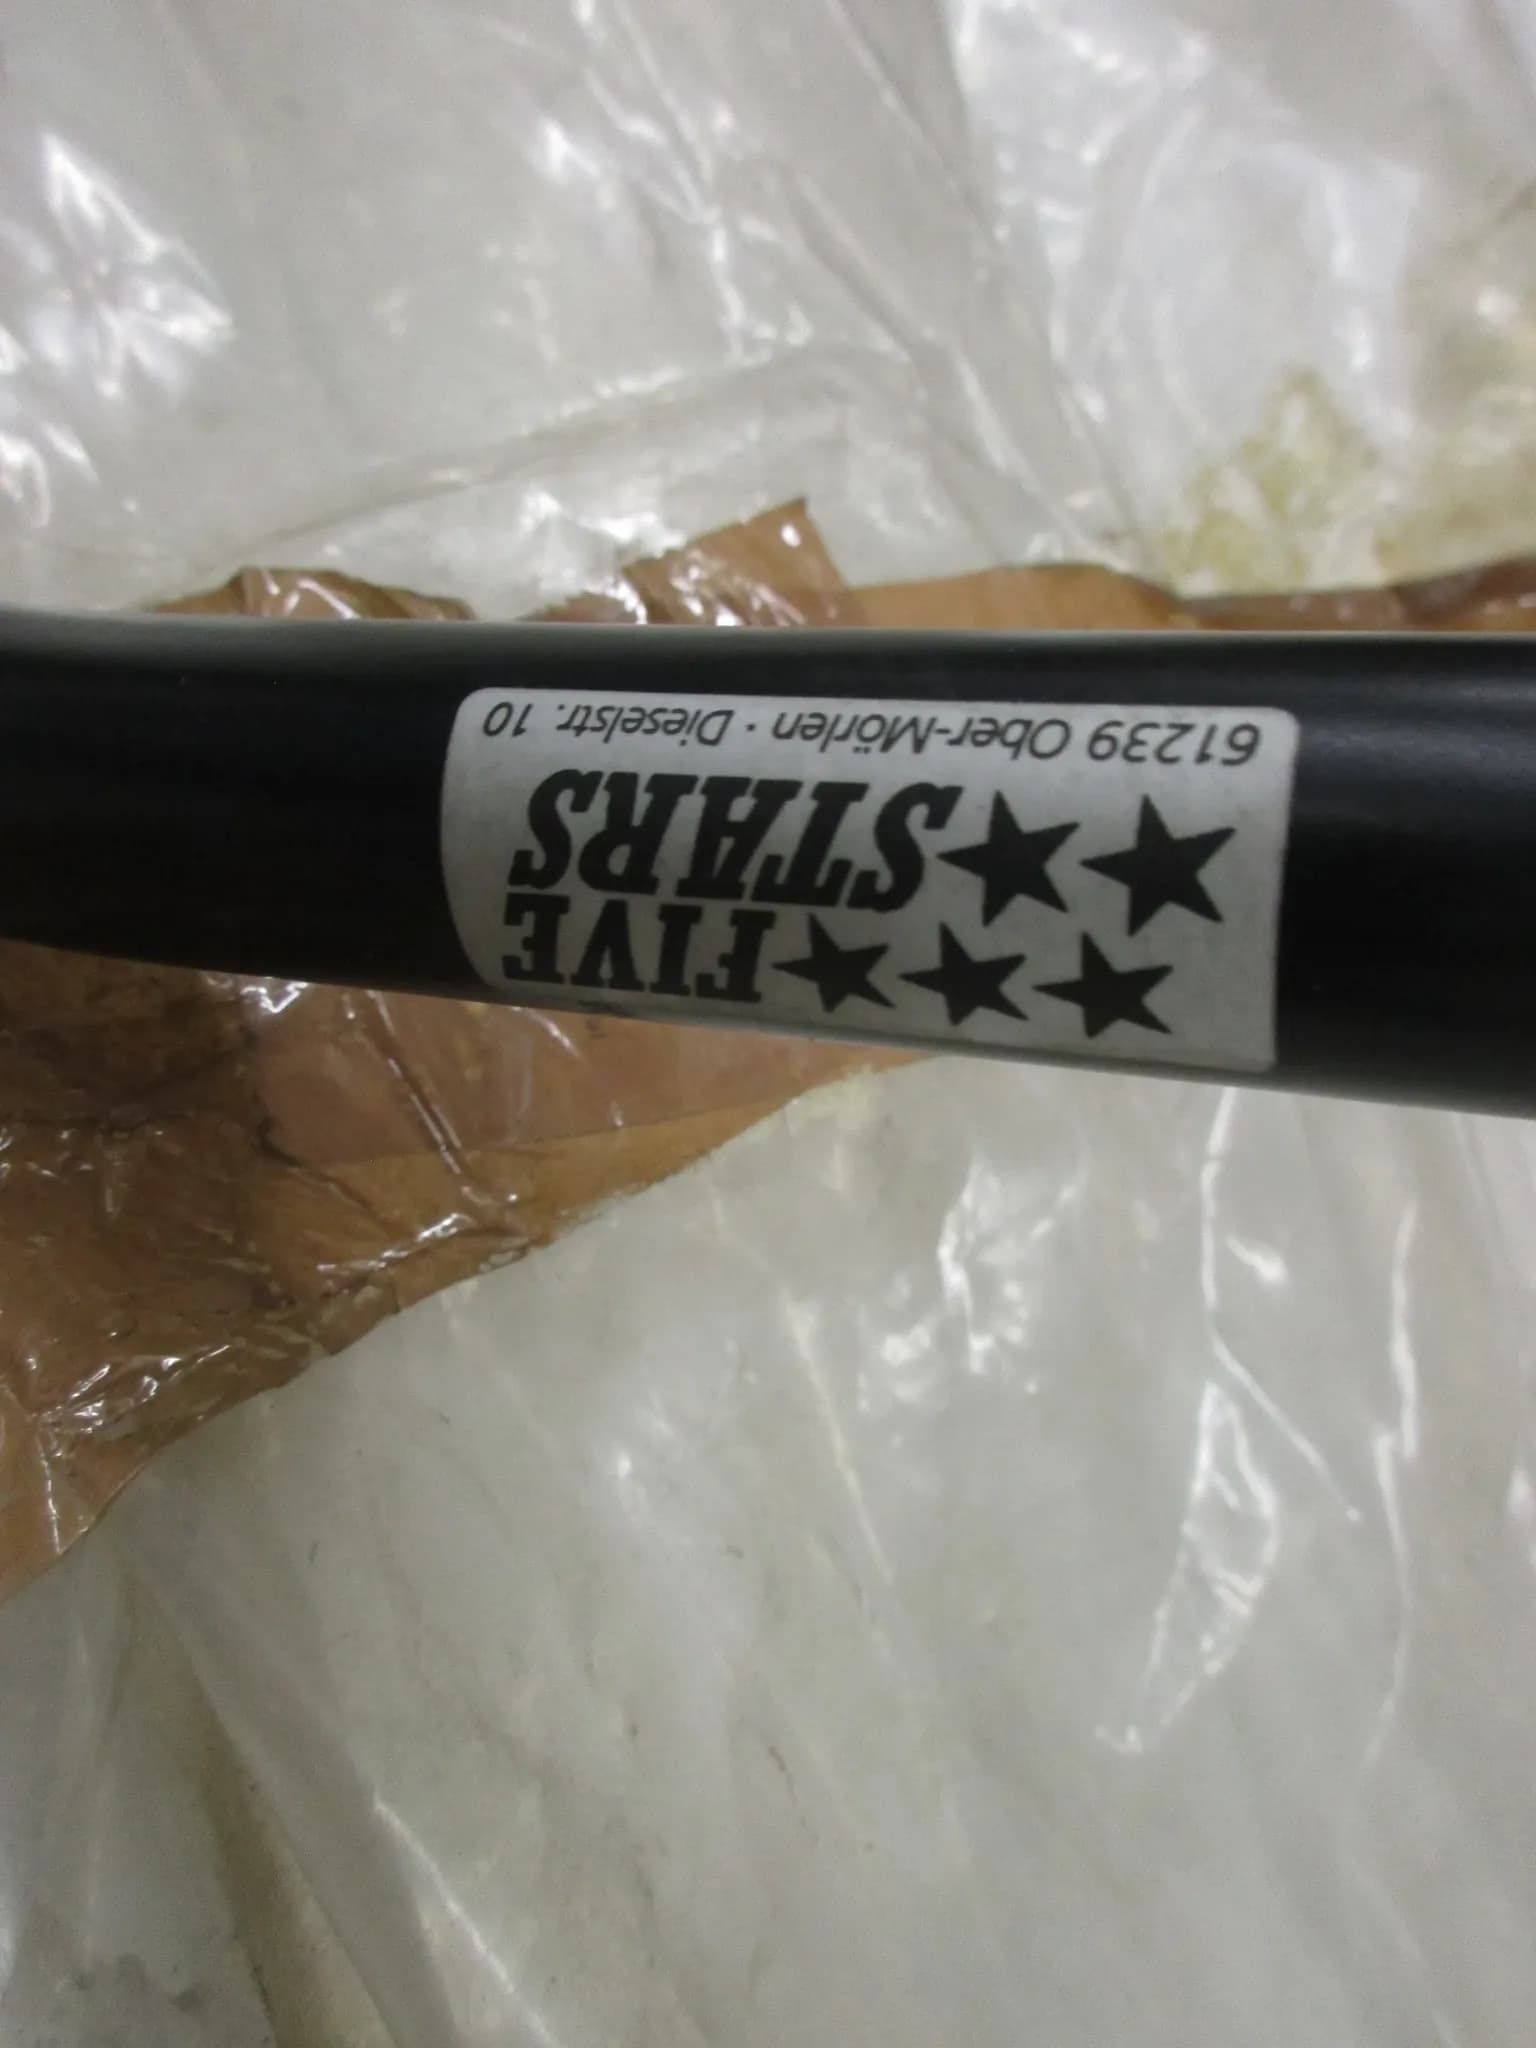 FIVE
STARS
61239 Ober-Mörlen · Dieselstr. 10